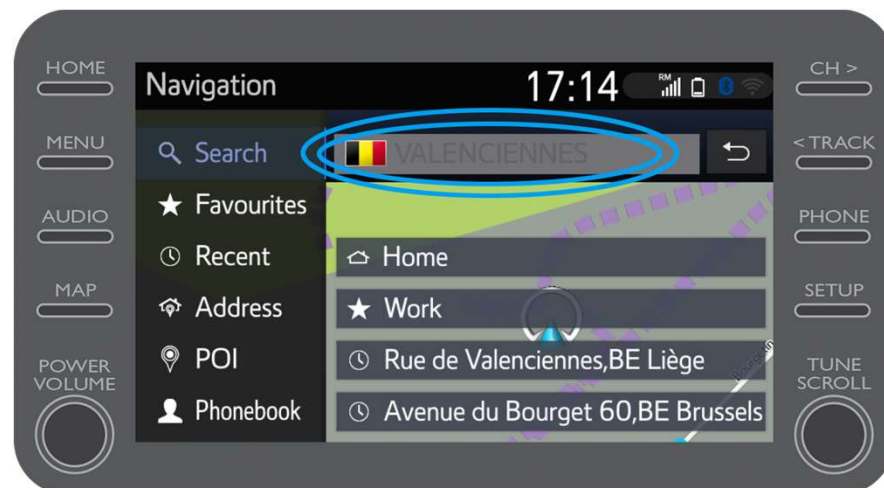 HOME
MENU
AUDIO
MAP
POWER
VOLUME
Navigation
17:14
RM
Search
VALENCIENNES
Favourites
Recent
Address
POI
Phonebook
Home
Work
Rue de Valenciennes,BE Liège
Avenue du Bourget 60,BE Brussels
CH >
< TRACK
PHONE
SETUP
TUNE
SCROLL